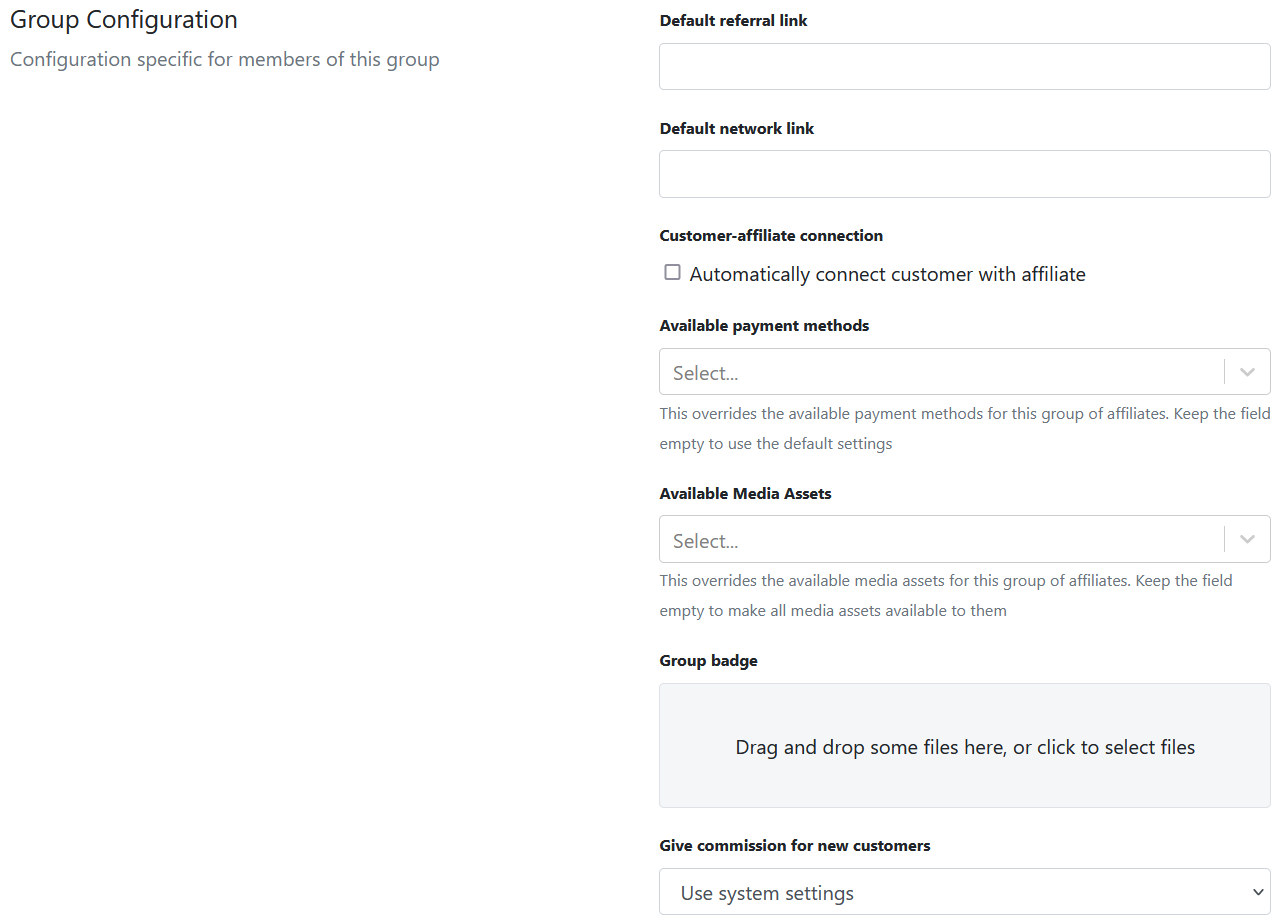 Group Configuration
Configuration specific for members of this group
Default referral link
Default network link
Customer-affiliate connection
Automatically connect customer with affiliate
Available payment methods
Select...
This overrides the available payment methods for this group of affiliates. Keep the field
empty to use the default settings
Available Media Assets
Select...
This overrides the available media assets for this group of affiliates. Keep the field
empty to make all media assets available to them
Group badge
Drag and drop some files here, or click to select files
Give commission for new customers
Use system settings